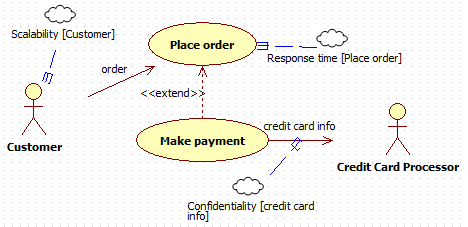 Scalability [Customer]
Place order
Response time [Place order]
order
<<extend>>
Customer
Make payment
credit card info
Credit Card Processor
Confidentiality [credit card
info]